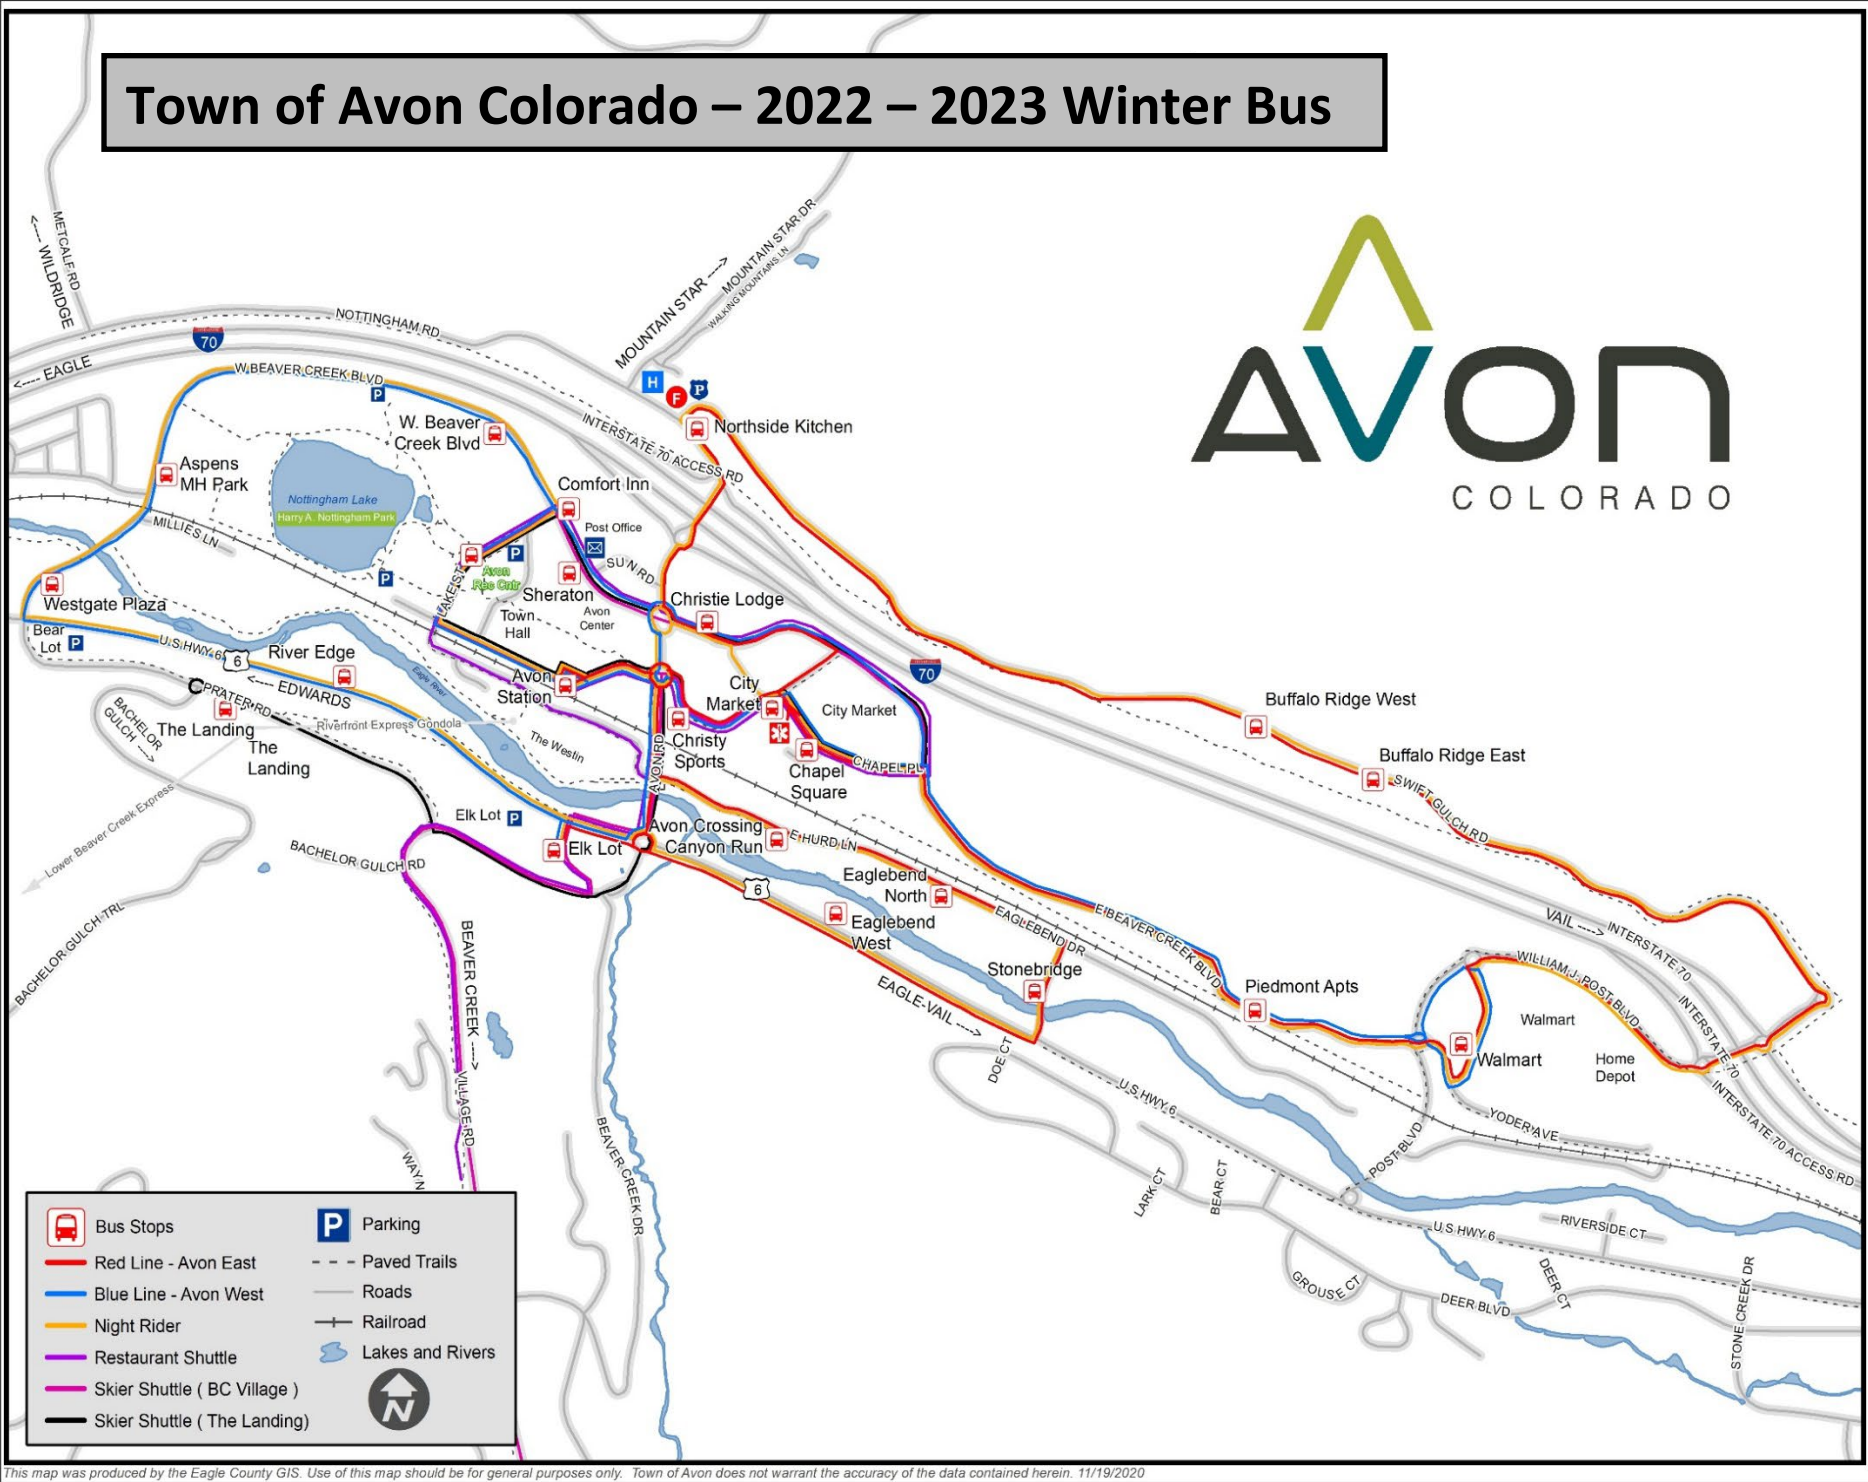 Town of Avon Colorado – 2022 – 2023 Winter Bus
METCALF RD
<---- WILDRIDGE
MOUNTAIN STAR ---->
MOUNTAIN STAR DR
WALKING MOUNTAINS LN
AVON
COLORADO
NOTTINGHAM RD
70
<---- EAGLE
W BEAVER CREEK BLVD
P
H
F
P
Northside Kitchen
INTERSTATE 70 ACCESS RD
W. Beaver
Creek Blvd
Aspens
MH Park
Nottingham Lake
Harry A. Nottingham Park
Comfort Inn
Post Office
MILLIES LN
P
P
Avon
Rec Cntr
SUN RD
Sheraton
LAKE ST
Town
Hall
Avon
Center
Christie Lodge
Westgate Plaza
Bear
Lot
P
U.S HWY 6
6
River Edge
<---- EDWARDS
Eagle River
Avon
Station
City
Market
City Market
70
Buffalo Ridge West
Buffalo Ridge East
SWIFT GULCH RD
C
PRATER RD
BACHELOR
GULCH ---->
The Landing
The
Landing
Riverfront Express Gondola
The Westin
AVON RD
Christy
Sports
Chapel
Square
CHAPEL PL
Lower Beaver Creek Express
Elk Lot
P
Elk Lot
Avon Crossing
Canyon Run
E HURD LN
BACHELOR GULCH RD
BACHELOR GULCH TRL
6
Eaglebend
North
Eaglebend
West
EAGLEBEND DR
E BEAVER CREEK BLVD
VAIL ---->
INTERSTATE 70
INTERSTATE 70
INTERSTATE 70 ACCESS RD
BEAVER CREEK ---->
VILLAGE RD
EAGLE-VAIL ---->
Stonebridge
Piedmont Apts
WILLIAM J. POST BLVD
Walmart
Walmart
Home
Depot
DOE CT
U.S HWY 6
YODER AVE
POST BLVD
WAYN
BEAVER CREEK DR
LARK CT
BEAR CT
U.S HWY 6
RIVERSIDE CT
GROUSE CT
DEER CT
DEER BLVD
STONE CREEK DR
Bus Stops
P
Parking
Red Line - Avon East
Paved Trails
Blue Line - Avon West
Roads
Night Rider
Railroad
Restaurant Shuttle
Lakes and Rivers
Skier Shuttle ( BC Village )
Skier Shuttle ( The Landing)
N
This map was produced by the Eagle County GIS. Use of this map should be for general purposes only. Town of Avon does not warrant the accuracy of the data contained herein. 11/19/2020